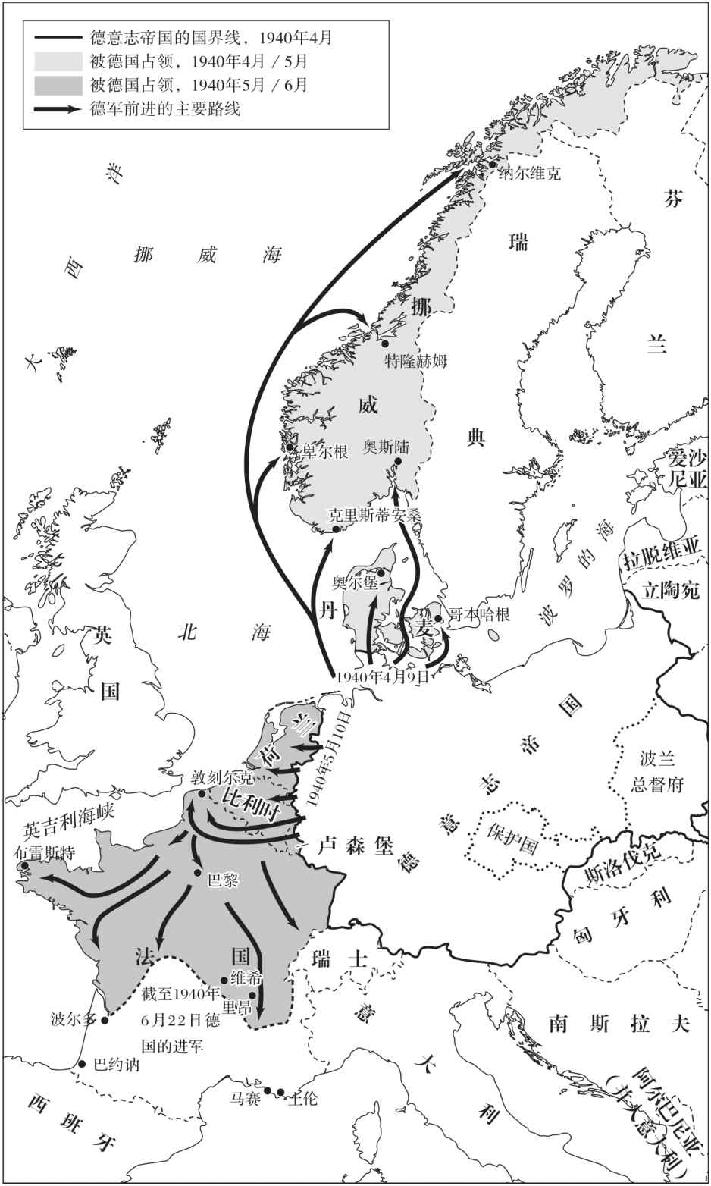 德意志帝国的国界线，1940年4月
被德国占领，1940年4月／5月
被德国占领，1940年5月／6月
德军前进的主要路线
大西洋
挪威海
纳尔维克
芬兰
瑞典
挪威
特隆赫姆
卑尔根
奥斯陆
克里斯蒂安桑
爱沙
尼亚
拉脱维亚
立陶宛
波罗的海
奥尔堡
丹麦
哥本哈根
英国
北海
1940年4月9日
荷兰
1940年5月10日
德意志帝国
波兰
总督府
敦刻尔克
比利时
英吉利海峡
布雷斯特
卢森堡
保护国
斯洛伐克
巴黎
匈牙利
法国
瑞士
维希
里昂
截至1940年
6月22日德
国的进军
波尔多
巴约讷
意大利
南斯拉夫
马赛
土伦
西班牙
阿尔巴尼亚
（并入意大利）